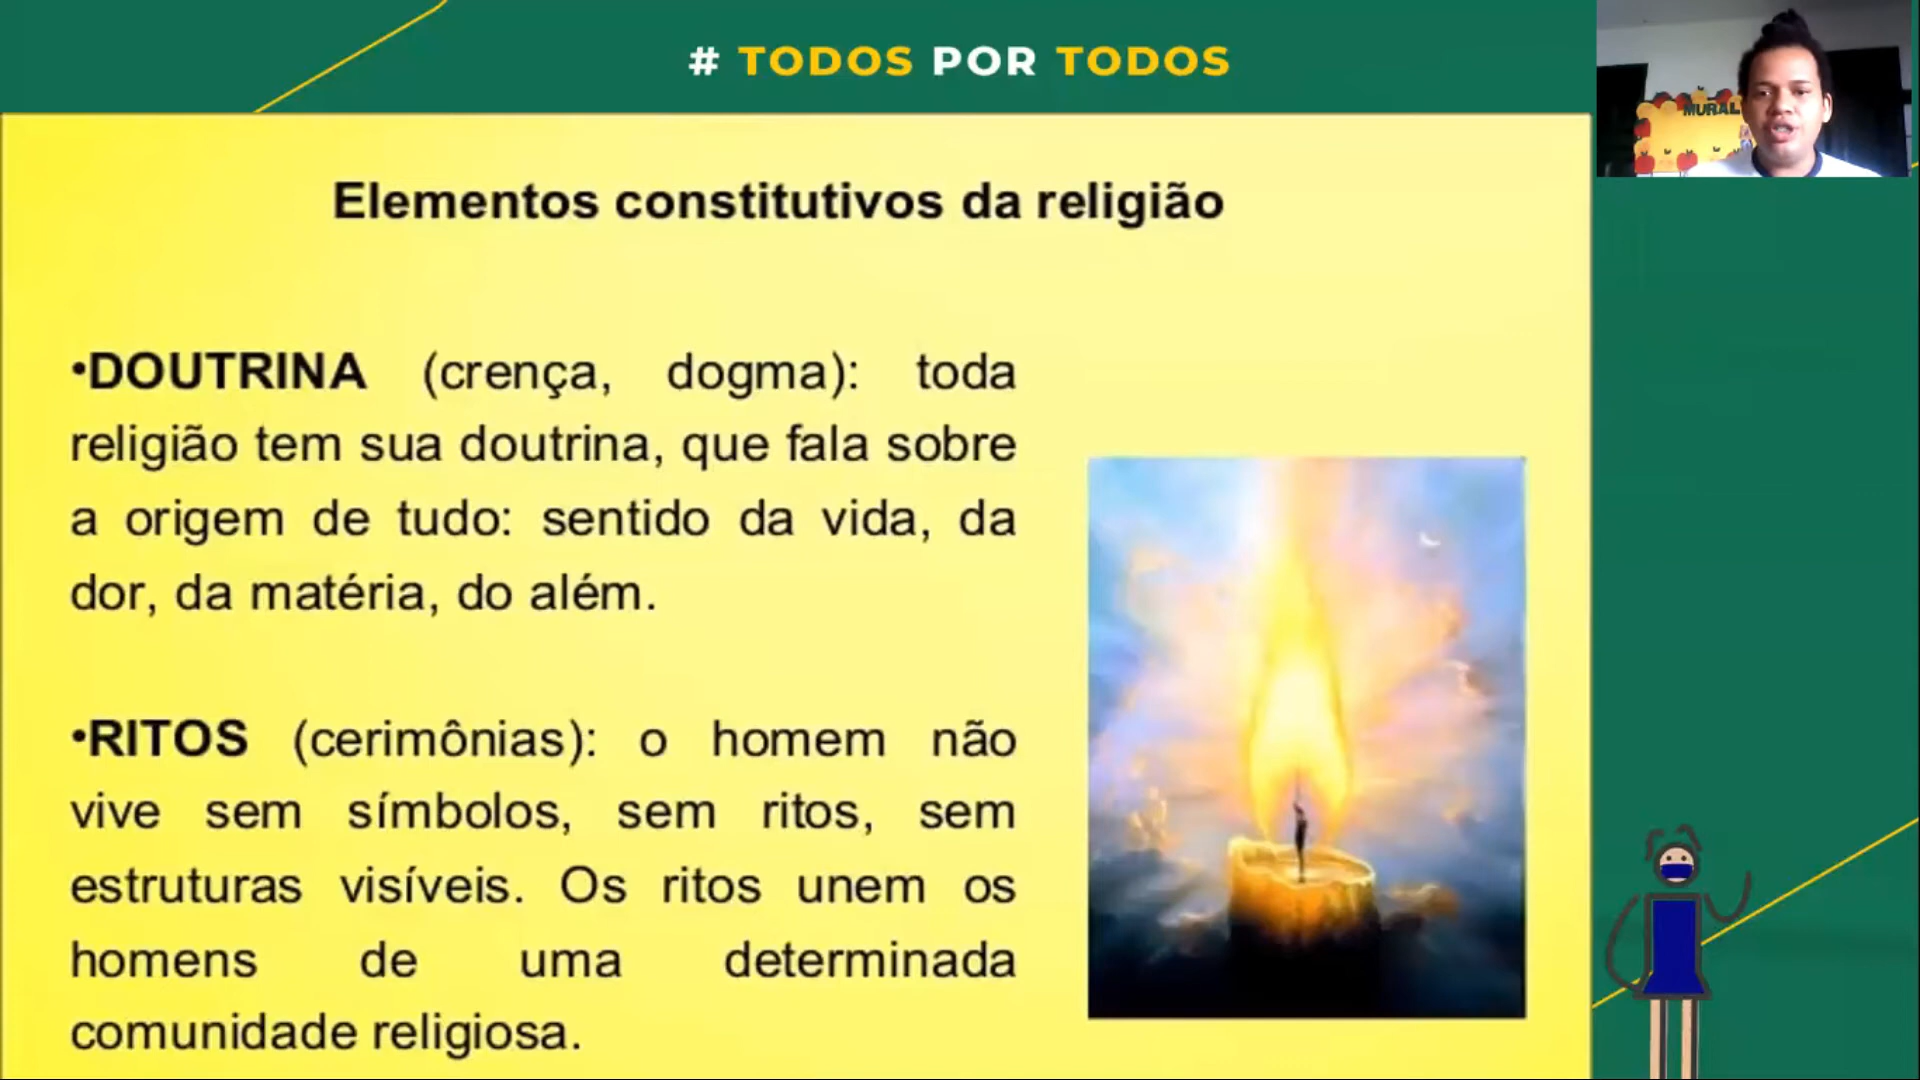 # TODOS POR TODOS
MURAL
Elementos constitutivos da religião
•DOUTRINA (crença, dogma): toda
religião tem sua doutrina, que fala sobre
a origem de tudo: sentido da vida, da
dor, da matéria, do além.
•RITOS (cerimônias): o homem não
vive sem símbolos, sem ritos, sem
estruturas visíveis. Os ritos unem os
homens de uma determinada
comunidade religiosa.